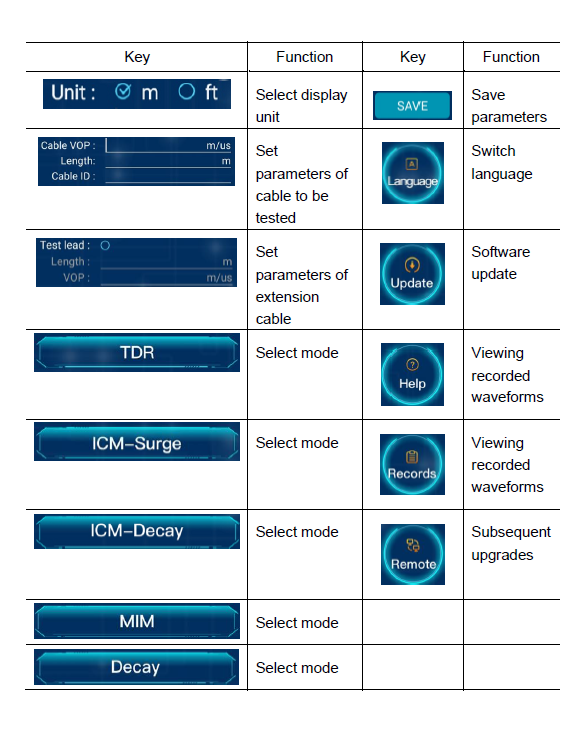 Key Function Key Function
Unit : m ft
Select display
unit
SAVE
Save
parameters
Cable VOP : m/us
Length: m
Cable ID :
Set
parameters of
cable to be
tested
A
Language
Switch
language
Test lead :
Length : m
VOP : m/us
Set
parameters of
extension
cable
Update
Software
update
TDR
Select mode
?
Help
Viewing
recorded
waveforms
ICM-Surge
Select mode
Records
Viewing
recorded
waveforms
ICM-Decay
Select mode
Remote
Subsequent
upgrades
MIM
Select mode
Decay
Select mode